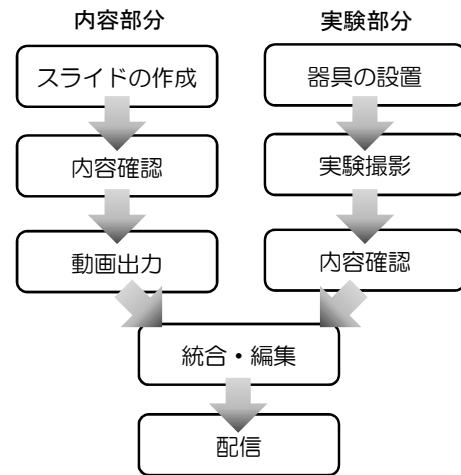 内容部分
スライドの作成
内容確認
動画出力
実験部分
器具の設置
実験撮影
内容確認
統合・編集
配信